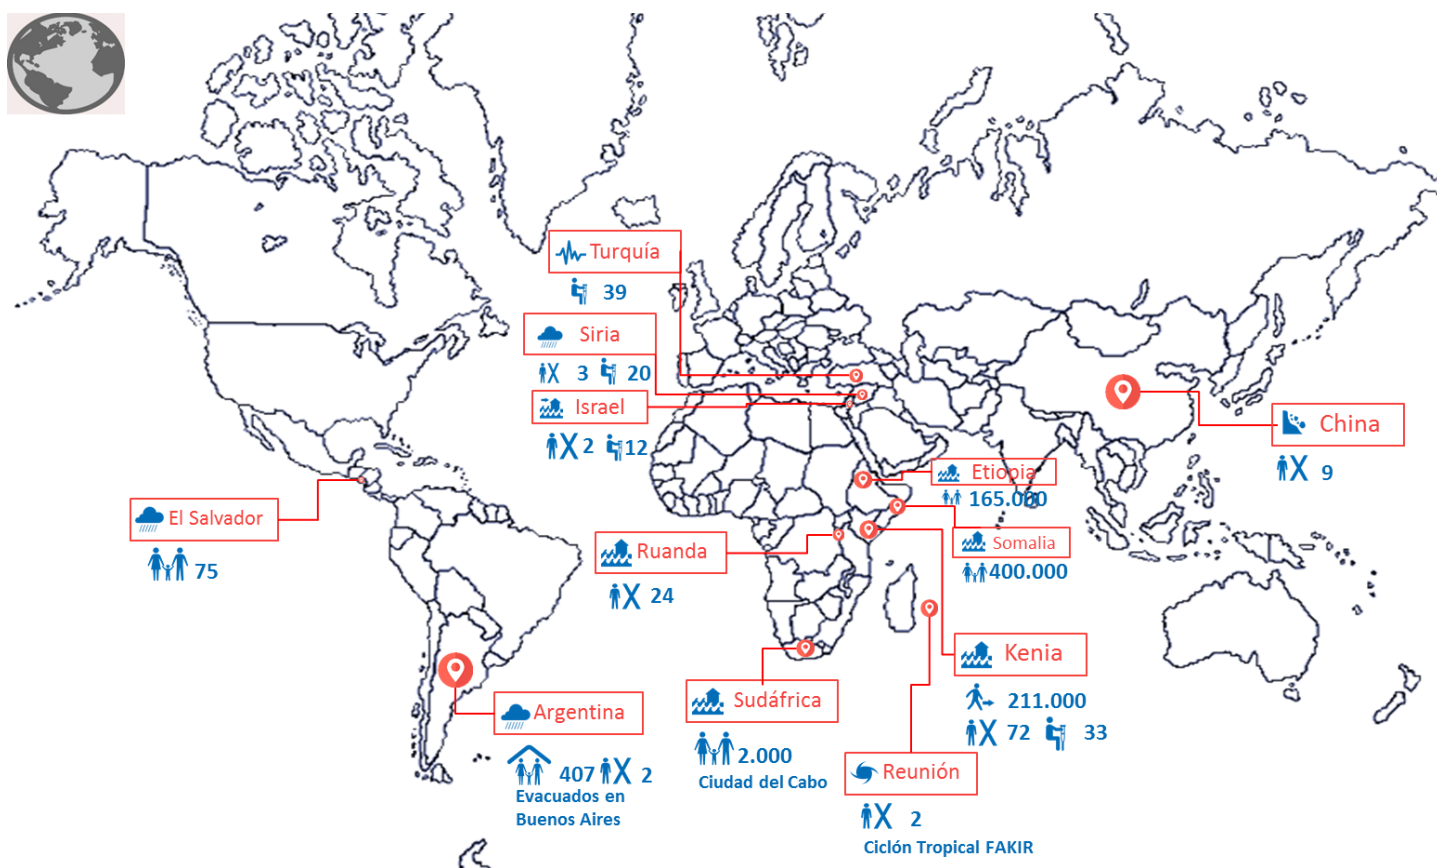 Turquía
39
Siria
3 20
Israel
2 12
China
9
Etiopia
165.000
El Salvador
75
Ruanda
24
Somalia
400.000
Kenia
211.000
72 33
Sudáfrica
2.000
Ciudad del Cabo
Argentina
407 2
Evacuados en
Buenos Aires
Reunión
2
Ciclón Tropical FAKIR